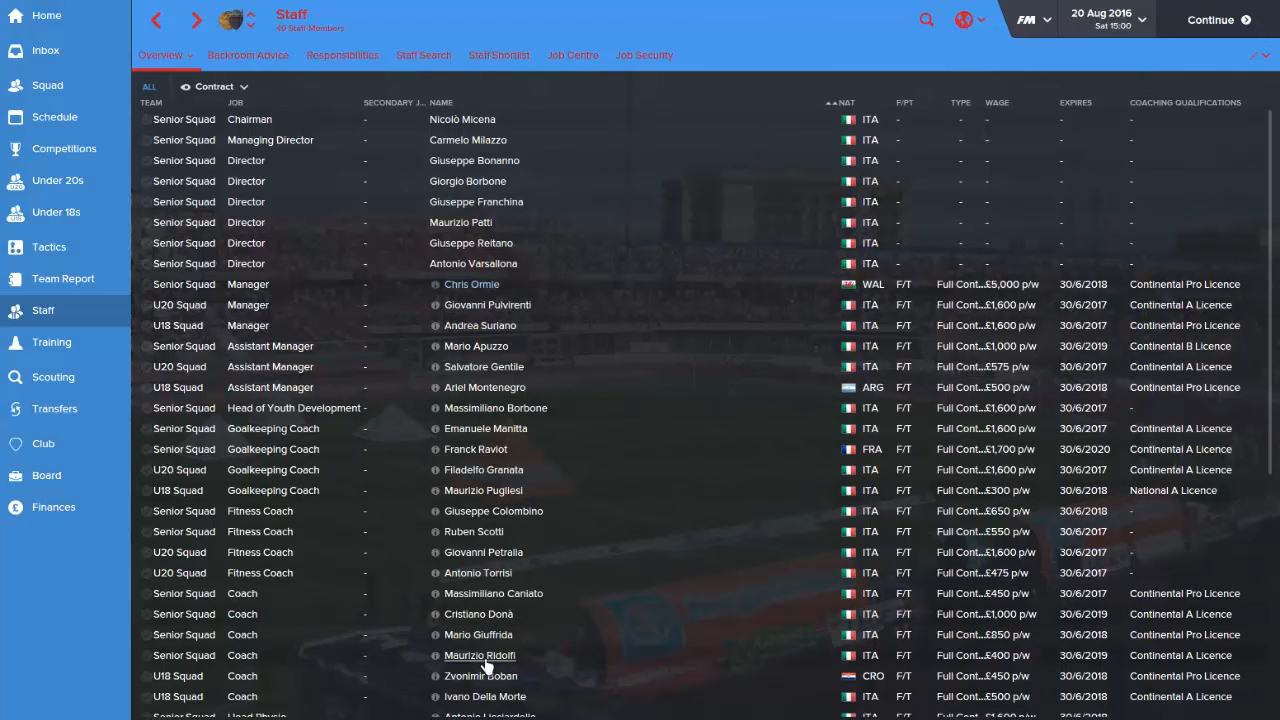 Home
Staff
49 Staff Members
FM
20 Aug 2016
Sat 15:00
Continue
Inbox
Overview Backroom Advice Responsibilities Staff Search Staff Shortlist Job Centre Job Security
Squad
Schedule
Competitions
Under 20s
Under 18s
Tactics
Team Report
Staff
Training
Scouting
Transfers
Club
Board
Finances
ALL Contract
TEAM JOB SECONDARY J... NAME NAT F/PT TYPE WAGE EXPIRES COACHING QUALIFICATIONS
Senior Squad Chairman - Nicolò Micena ITA - - - - -
Senior Squad Managing Director - Carmelo Milazzo ITA - - - - -
Senior Squad Director - Giuseppe Bonanno ITA - - - - -
Senior Squad Director - Giorgio Borbone ITA - - - - -
Senior Squad Director - Giuseppe Franchina ITA - - - - -
Senior Squad Director - Maurizio Patti ITA - - - - -
Senior Squad Director - Giuseppe Reitano ITA - - - - -
Senior Squad Director - Antonio Varsallona ITA - - - - -
Senior Squad Manager - Chris Ormie WAL F/T Full Cont... £5,000 p/w 30/6/2018 Continental Pro Licence
U20 Squad Manager - Giovanni Pulvirenti ITA F/T Full Cont... £1,600 p/w 30/6/2017 Continental A Licence
U18 Squad Manager - Andrea Suriano ITA F/T Full Cont... £1,600 p/w 30/6/2017 Continental Pro Licence
Senior Squad Assistant Manager - Mario Apuzzo ITA F/T Full Cont... £1,000 p/w 30/6/2019 Continental B Licence
U20 Squad Assistant Manager - Salvatore Gentile ITA F/T Full Cont... £575 p/w 30/6/2017 Continental A Licence
U18 Squad Assistant Manager - Ariel Montenegro ARG F/T Full Cont... £500 p/w 30/6/2018 Continental Pro Licence
Senior Squad Head of Youth Development - Massimiliano Borbone ITA F/T Full Cont... £1,600 p/w 30/6/2017 -
Senior Squad Goalkeeping Coach - Emanuele Manitta ITA F/T Full Cont... £1,600 p/w 30/6/2017 Continental A Licence
Senior Squad Goalkeeping Coach - Franck Raviot FRA F/T Full Cont... £1,700 p/w 30/6/2020 Continental A Licence
U20 Squad Goalkeeping Coach - Filadelfo Granata ITA F/T Full Cont... £1,600 p/w 30/6/2017 Continental A Licence
U18 Squad Goalkeeping Coach - Maurizio Pugliesi ITA F/T Full Cont... £300 p/w 30/6/2018 National A Licence
Senior Squad Fitness Coach - Giuseppe Colombino ITA F/T Full Cont... £650 p/w 30/6/2018 -
Senior Squad Fitness Coach - Ruben Scotti ITA F/T Full Cont... £550 p/w 30/6/2017 -
U20 Squad Fitness Coach - Giovanni Petralia ITA F/T Full Cont... £1,600 p/w 30/6/2017 -
U20 Squad Fitness Coach - Antonio Torrisi ITA F/T Full Cont... £475 p/w 30/6/2017 -
Senior Squad Coach - Massimiliano Caniato ITA F/T Full Cont... £450 p/w 30/6/2017 Continental Pro Licence
Senior Squad Coach - Cristiano Donà ITA F/T Full Cont... £1,000 p/w 30/6/2019 Continental A Licence
Senior Squad Coach - Mario Giuffrida ITA F/T Full Cont... £850 p/w 30/6/2018 Continental Pro Licence
Senior Squad Coach - Maurizio Ridolfi ITA F/T Full Cont... £400 p/w 30/6/2019 Continental A Licence
U18 Squad Coach - Zvonimir Boban CRO F/T Full Cont... £450 p/w 30/6/2018 Continental Pro Licence
U18 Squad Coach - Ivano Della Morte ITA F/T Full Cont... £500 p/w 30/6/2018 Continental A Licence
Senior Squad Head Physio - Antonio Licciardello ITA F/T Full Cont... £1,600 p/w 30/6/2017